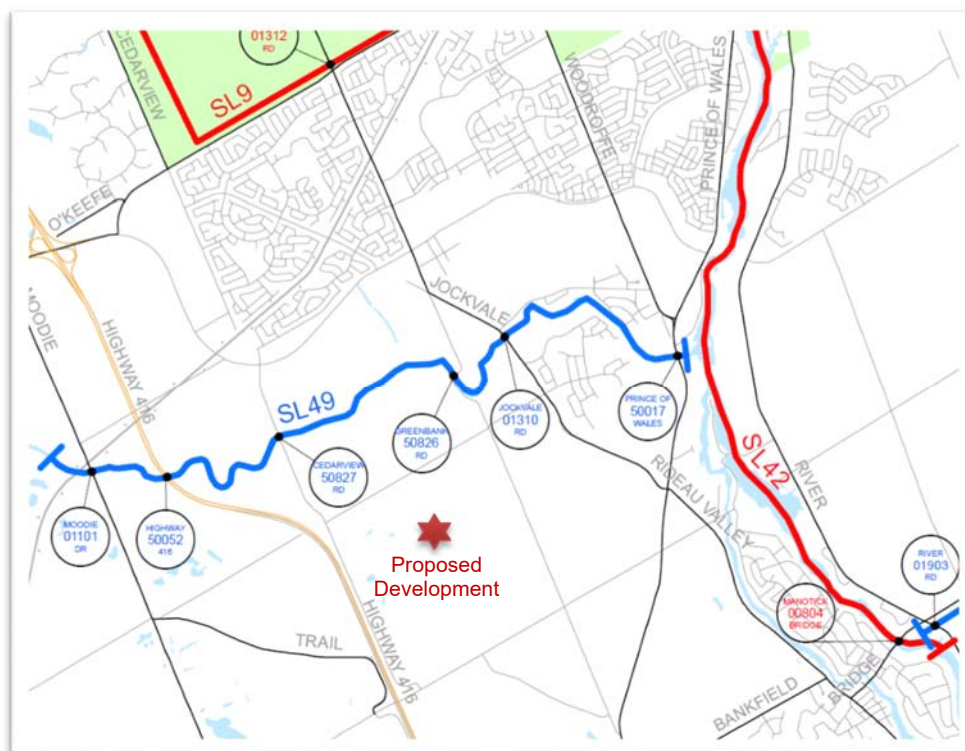 CEDARVIEW
01312
RD
SL9
WOODROFFE
PRINCE OF WALES
O'KEEFE
MOODIE
HIGHWAY 416
JOCKVALE
SL49
GREENBANK
50826
RD
JOCKVALE
01310
RD
PRINCE OF
50017
WALES
CEDARVIEW
50827
RD
MOODIE
01101
DR
HIGHWAY
50052
416
Proposed
Development
RIDEAU VALLEY
SL42
RIVER
RIVER
01903
RD
MANOTICK
00804
BRIDGE
TRAIL
HIGHWAY 416
BANKFIELD
BRIDGE